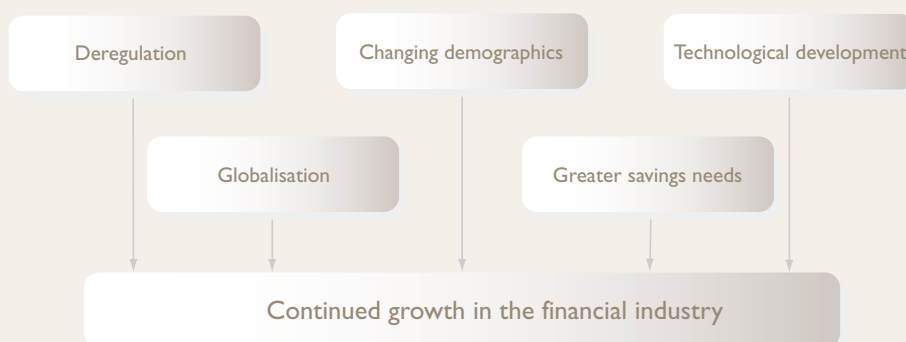 Deregulation
Changing demographics
Technological development
Globalisation
Greater savings needs
Continued growth in the financial industry